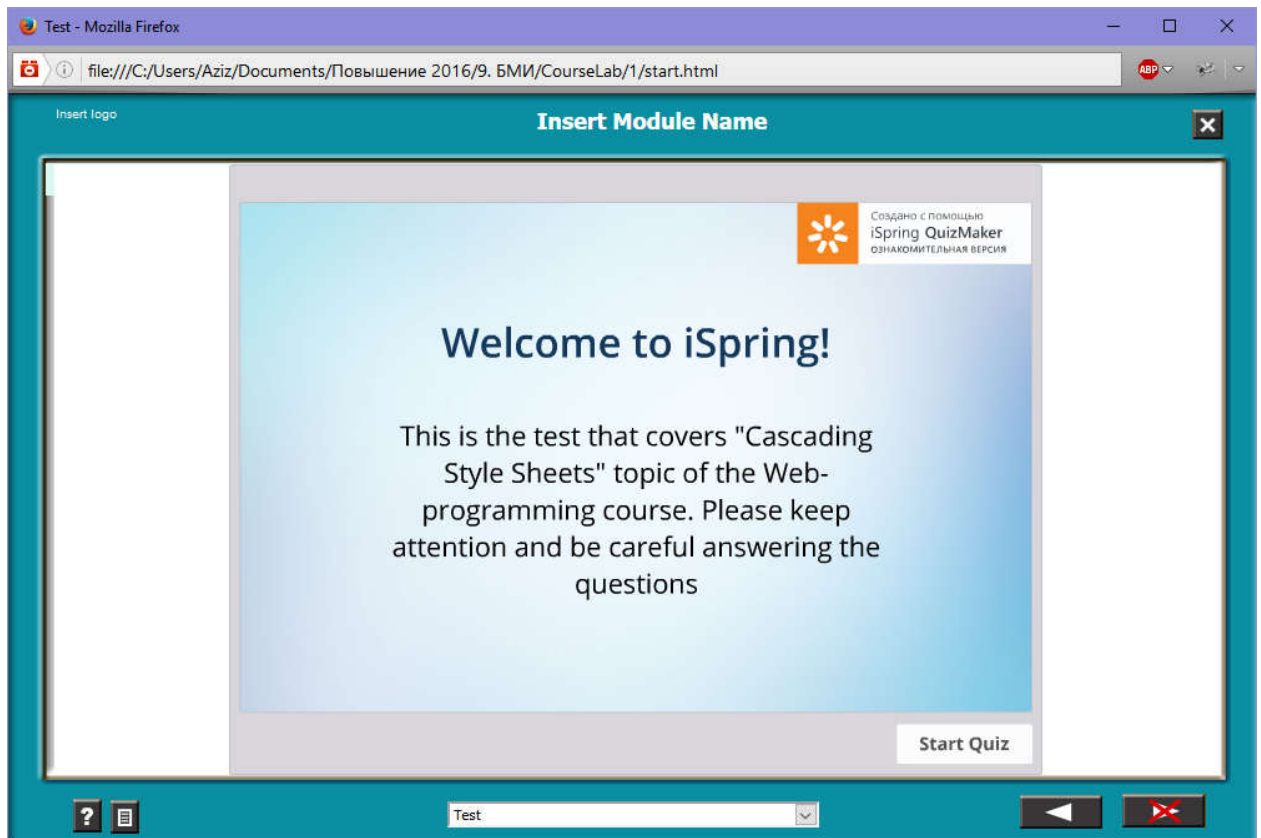 Test - Mozilla Firefox
file:///C:/Users/Aziz/Documents/Повышение 2016/9. БМИ/CourseLab/1/start.html
ABP
Insert logo
Insert Module Name
Создано с помощью
iSpring QuizMaker
ОЗНАКОМИТЕЛЬНАЯ ВЕРСИЯ
Welcome to iSpring!
This is the test that covers "Cascading
Style Sheets" topic of the Web-
programming course. Please keep
attention and be careful answering the
questions
Start Quiz
?
Test